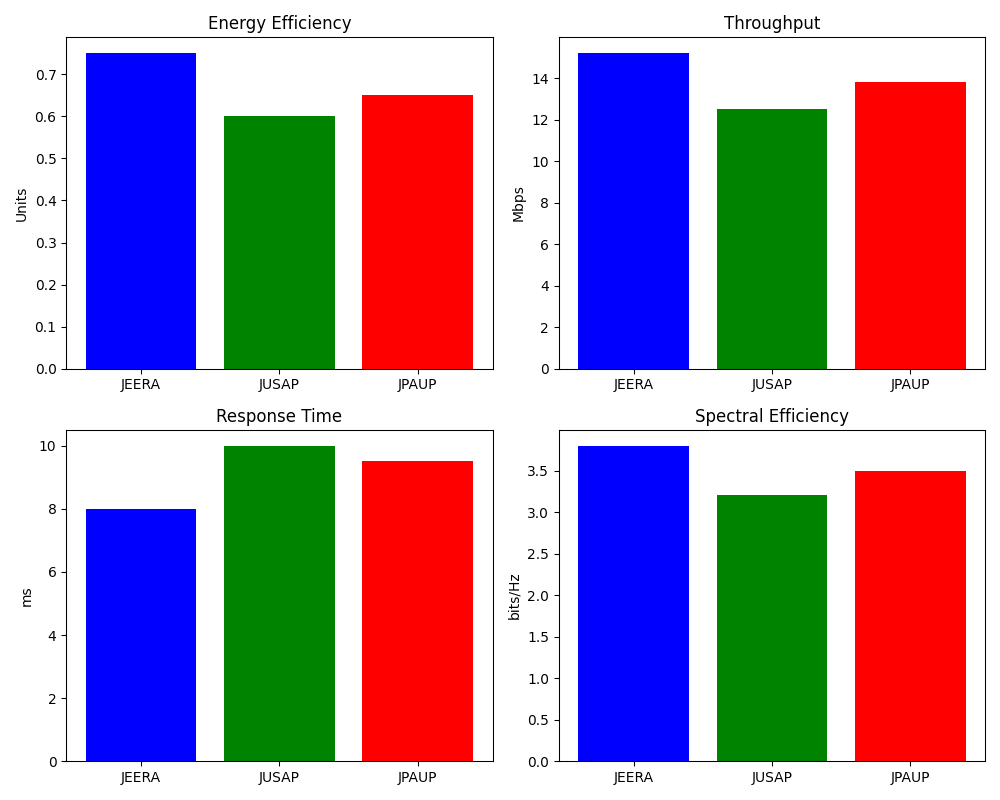 Energy Efficiency
Units
0.7
0.6
0.5
0.4
0.3
0.2
0.1
0.0
JEERA JUSAP JPAUP
Throughput
Mbps
14
12
10
8
6
4
2
0
JEERA JUSAP JPAUP
Response Time
ms
10
8
6
4
2
0
JEERA JUSAP JPAUP
Spectral Efficiency
bits/Hz
3.5
3.0
2.5
2.0
1.5
1.0
0.5
0.0
JEERA JUSAP JPAUP